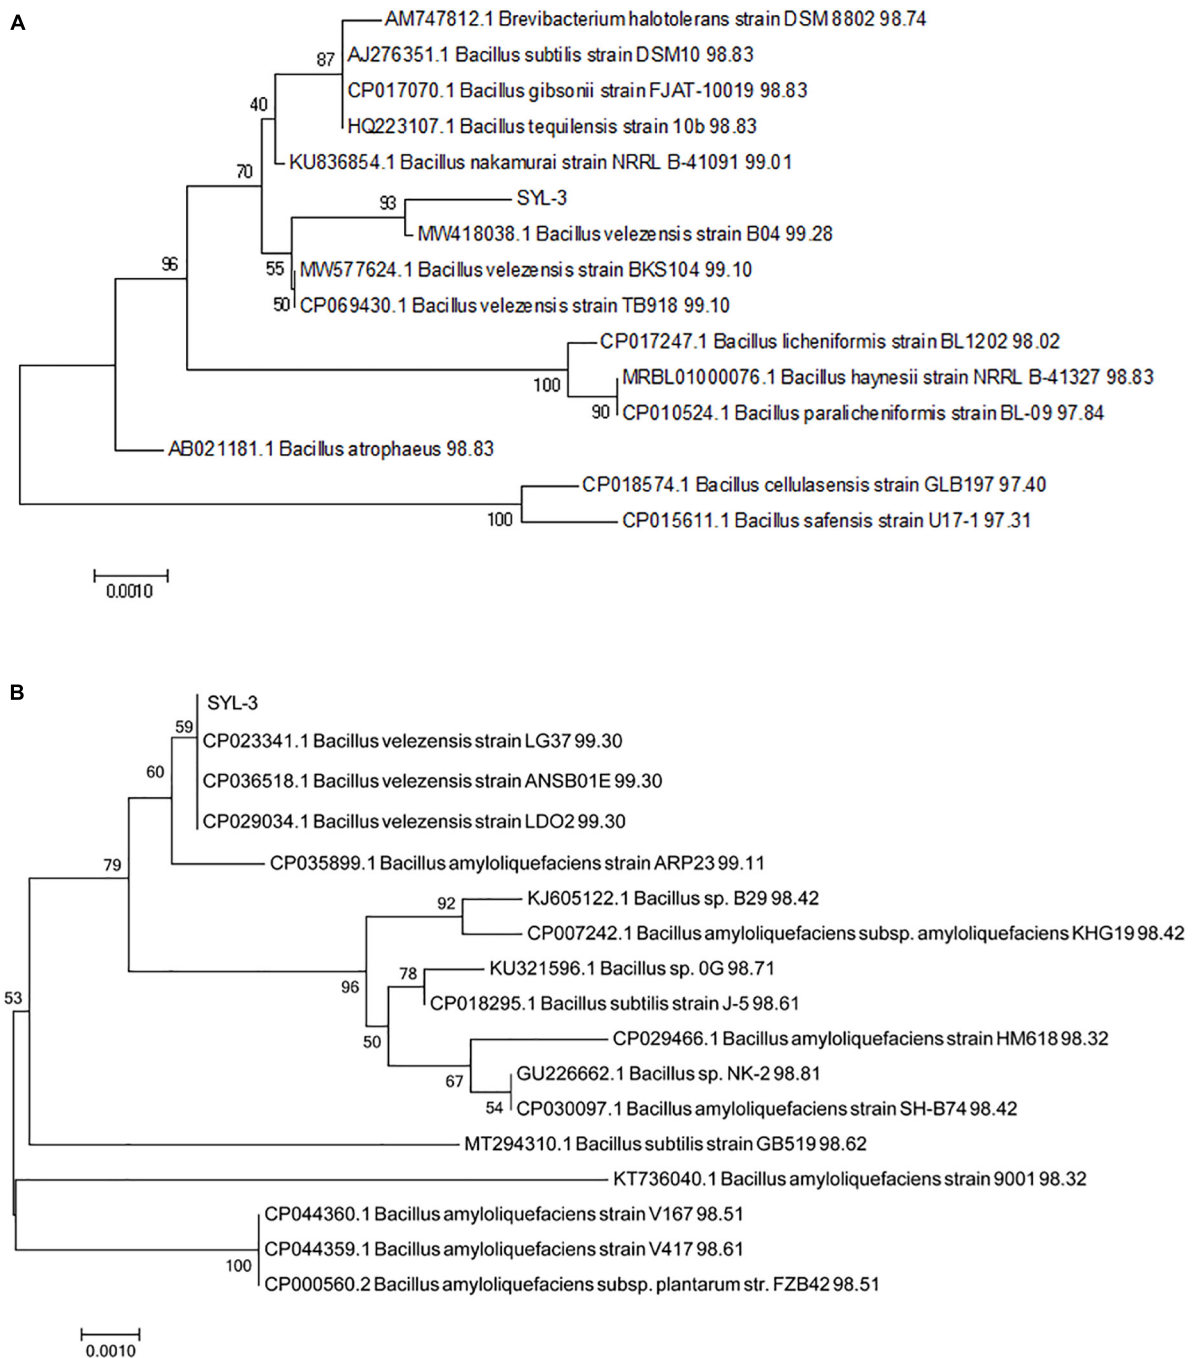 A
AM747812.1 Brevibacterium halotolerans strain DSM 8802 98.74
87
AJ276351.1 Bacillus subtilis strain DSM10 98.83
CP017070.1 Bacillus gibsonii strain FJAT-10019 98.83
40
HQ223107.1 Bacillus tequilensis strain 10b 98.83
KU836854.1 Bacillus nakamurai strain NRRL B-41091 99.01
70
93
SYL-3
MW418038.1 Bacillus velezensis strain B04 99.28
96
55
MW577624.1 Bacillus velezensis strain BKS104 99.10
50
CP069430.1 Bacillus velezensis strain TB918 99.10
CP017247.1 Bacillus licheniformis strain BL1202 98.02
100
MRBL01000076.1 Bacillus haynesii strain NRRL B-41327 98.83
90
CP010524.1 Bacillus paralicheniformis strain BL-09 97.84
AB021181.1 Bacillus atrophaeus 98.83
CP018574.1 Bacillus cellulasensis strain GLB197 97.40
100
CP015611.1 Bacillus safensis strain U17-1 97.31
0.0010
B
SYL-3
59
CP023341.1 Bacillus velezensis strain LG37 99.30
60
CP036518.1 Bacillus velezensis strain ANSB01E 99.30
CP029034.1 Bacillus velezensis strain LDO2 99.30
79
CP035899.1 Bacillus amyloliquefaciens strain ARP23 99.11
92
KJ605122.1 Bacillus sp. B29 98.42
CP007242.1 Bacillus amyloliquefaciens subsp. amyloliquefaciens KHG19 98.42
78
KU321596.1 Bacillus sp. 0G 98.71
96
53
CP018295.1 Bacillus subtilis strain J-5 98.61
50
CP029466.1 Bacillus amyloliquefaciens strain HM618 98.32
67
GU226662.1 Bacillus sp. NK-2 98.81
54
CP030097.1 Bacillus amyloliquefaciens strain SH-B74 98.42
MT294310.1 Bacillus subtilis strain GB519 98.62
KT736040.1 Bacillus amyloliquefaciens strain 9001 98.32
CP044360.1 Bacillus amyloliquefaciens strain V167 98.51
CP044359.1 Bacillus amyloliquefaciens strain V417 98.61
100
CP000560.2 Bacillus amyloliquefaciens subsp. plantarum str. FZB42 98.51
0.0010